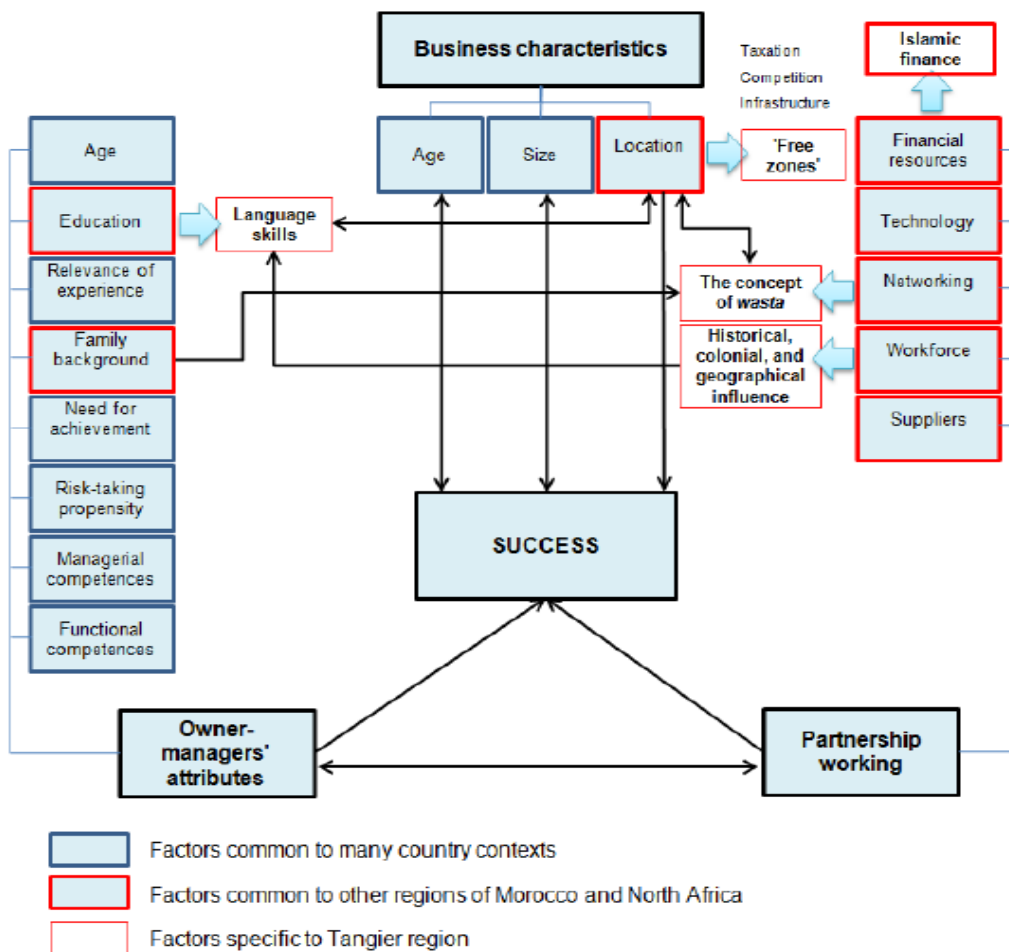 Business characteristics
Taxation
Competition
Infrastructure
Islamic
finance
Age
Education
Relevance of
experience
Family
background
Need for
achievement
Risk-taking
propensity
Managerial
competences
Functional
competences
Language
skills
Age
Size
Location
'Free
zones'
Financial
resources
Technology
Networking
Workforce
Suppliers
The concept
of wasta
Historical,
colonial, and
geographical
influence
SUCCESS
Owner-
managers'
attributes
Partnership
working
Factors common to many country contexts
Factors common to other regions of Morocco and North Africa
Factors specific to Tangier region